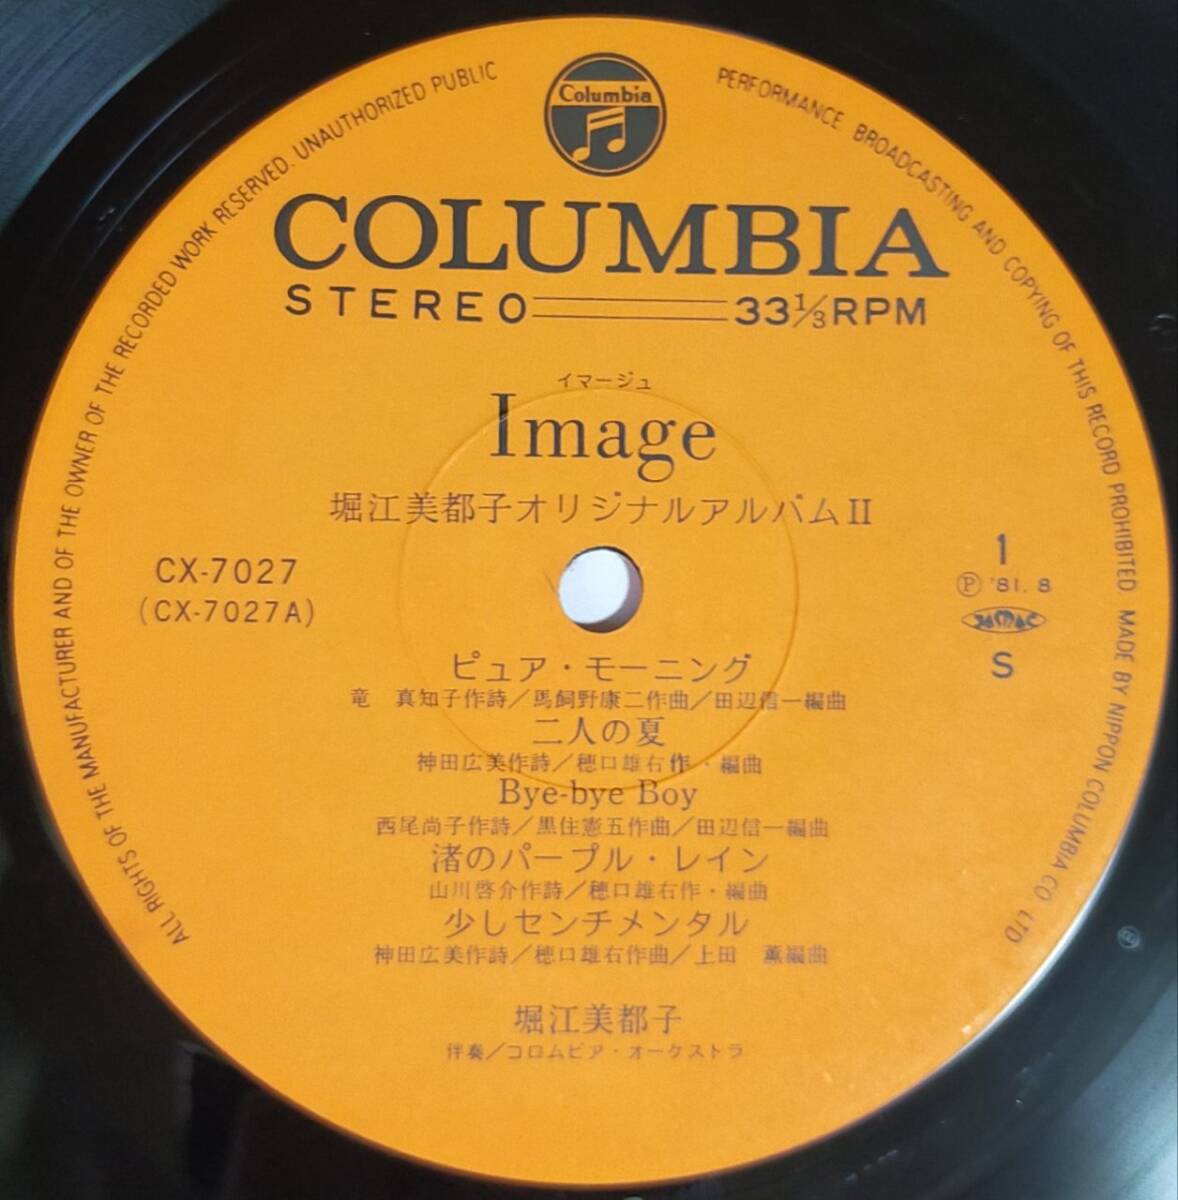 Columbia
COLUMBIA
STEREO 33 1/3 RPM
イマージュ
Image
堀江美都子オリジナルアルバムII
CX-7027
(CX-7027A)
1
Ⓟ '81. 8
S
ピュア・モーニング
竜 真知子作詩/馬飼野康二作曲/田辺信一編曲
二人の夏
神田広美作詩/穂口雄右作・編曲
Bye-bye Boy
西尾尚子作詩/黒住憲五作曲/田辺信一編曲
渚のパープル・レイン
山川啓介作詩/穂口雄右作・編曲
少しセンチメンタル
神田広美作詩/穂口雄右作曲/上田 薫編曲
堀江美都子
伴奏/コロムビア・オーケストラ
ALL RIGHTS OF THE MANUFACTURER AND OF THE OWNER OF THE RECORDED WORK RESERVED. UNAUTHORIZED PUBLIC PERFORMANCE. BROADCASTING AND COPYING OF THIS RECORD PROHIBITED MADE BY NIPPON COLUMBIA CO. LTD